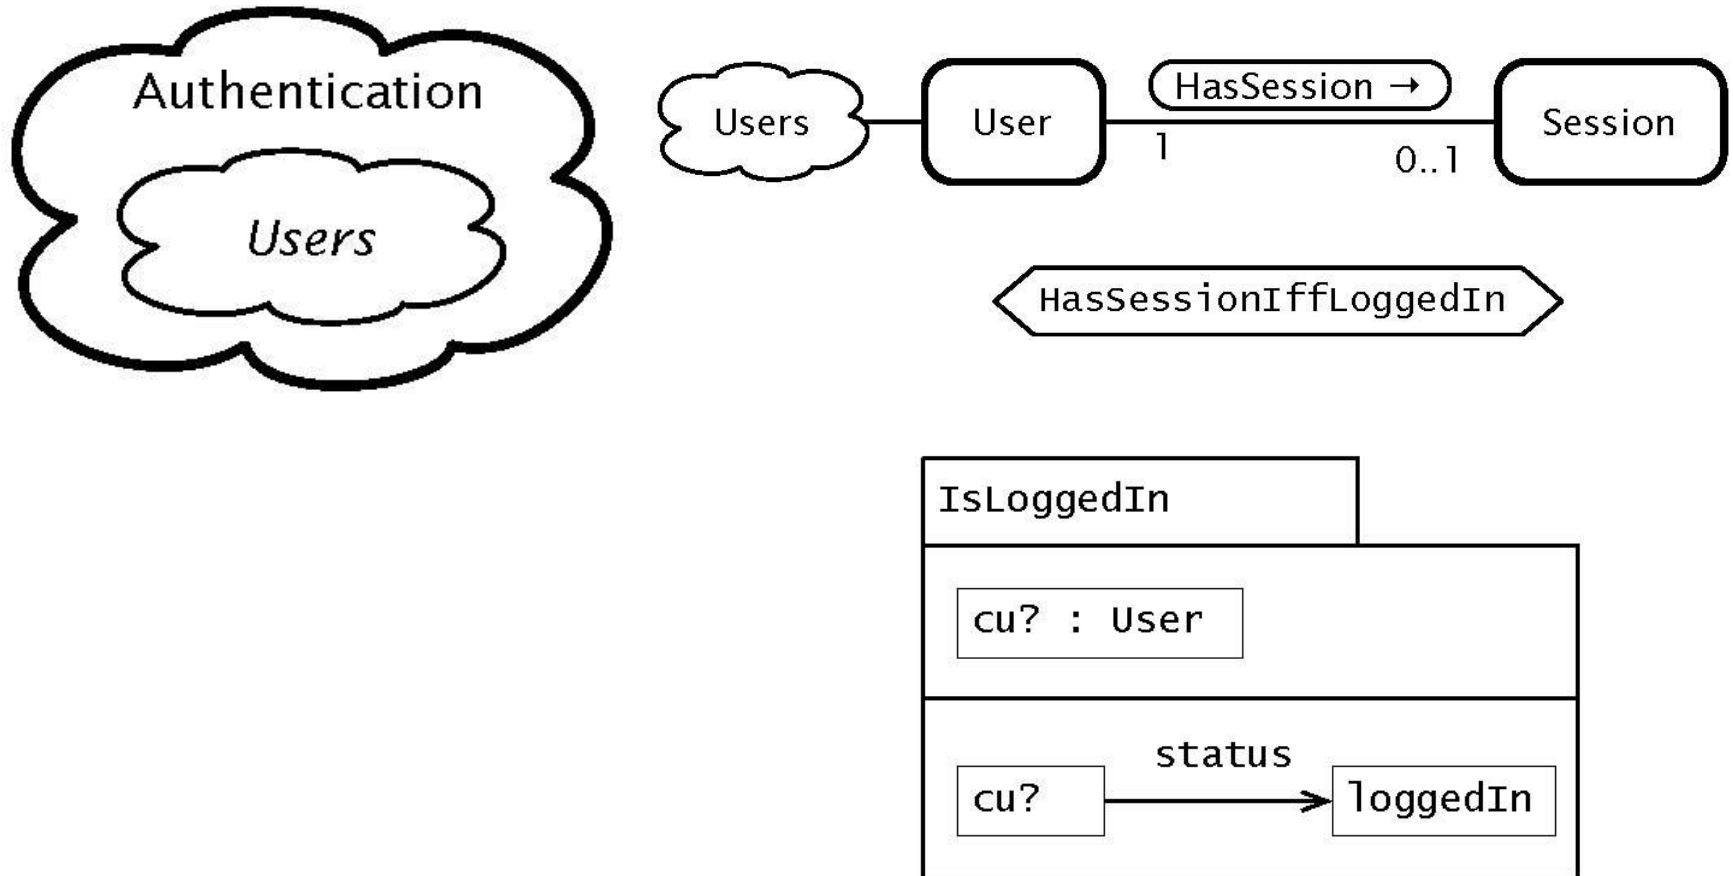 Authentication
Users
Users
User
HasSession →
1
0..1
Session
HasSessionIffLoggedIn
IsLoggedIn
cu? : User
status
cu?
loggedIn